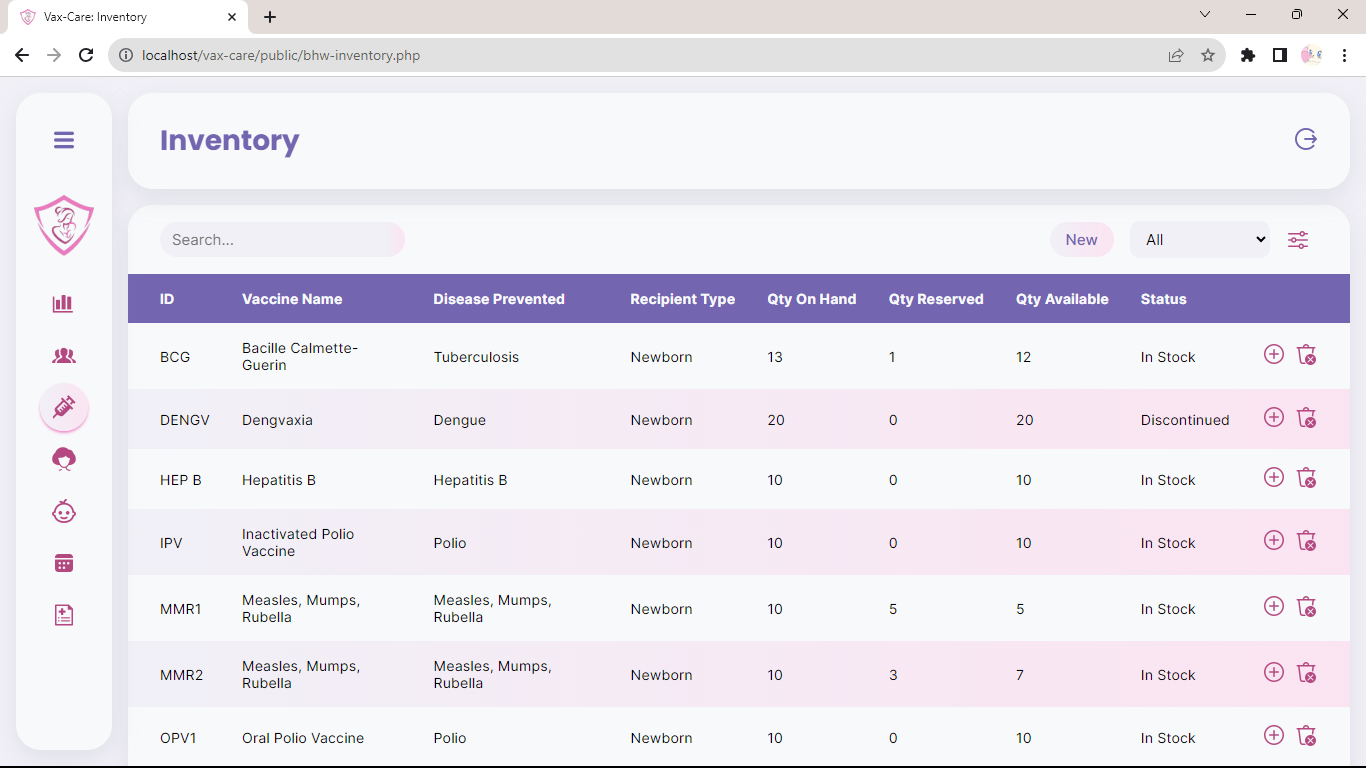 Vax-Care: Inventory
localhost/vax-care/public/bhw-inventory.php
Inventory
Search...
New
All
ID Vaccine Name Disease Prevented Recipient Type Qty On Hand Qty Reserved Qty Available Status
BCG Bacille Calmette-Guerin Tuberculosis Newborn 13 1 12 In Stock
DENGV Dengvaxia Dengue Newborn 20 0 20 Discontinued
HEP B Hepatitis B Hepatitis B Newborn 10 0 10 In Stock
IPV Inactivated Polio Vaccine Polio Newborn 10 0 10 In Stock
MMR1 Measles, Mumps, Rubella Measles, Mumps, Rubella Newborn 10 5 5 In Stock
MMR2 Measles, Mumps, Rubella Measles, Mumps, Rubella Newborn 10 3 7 In Stock
OPV1 Oral Polio Vaccine Polio Newborn 10 0 10 In Stock